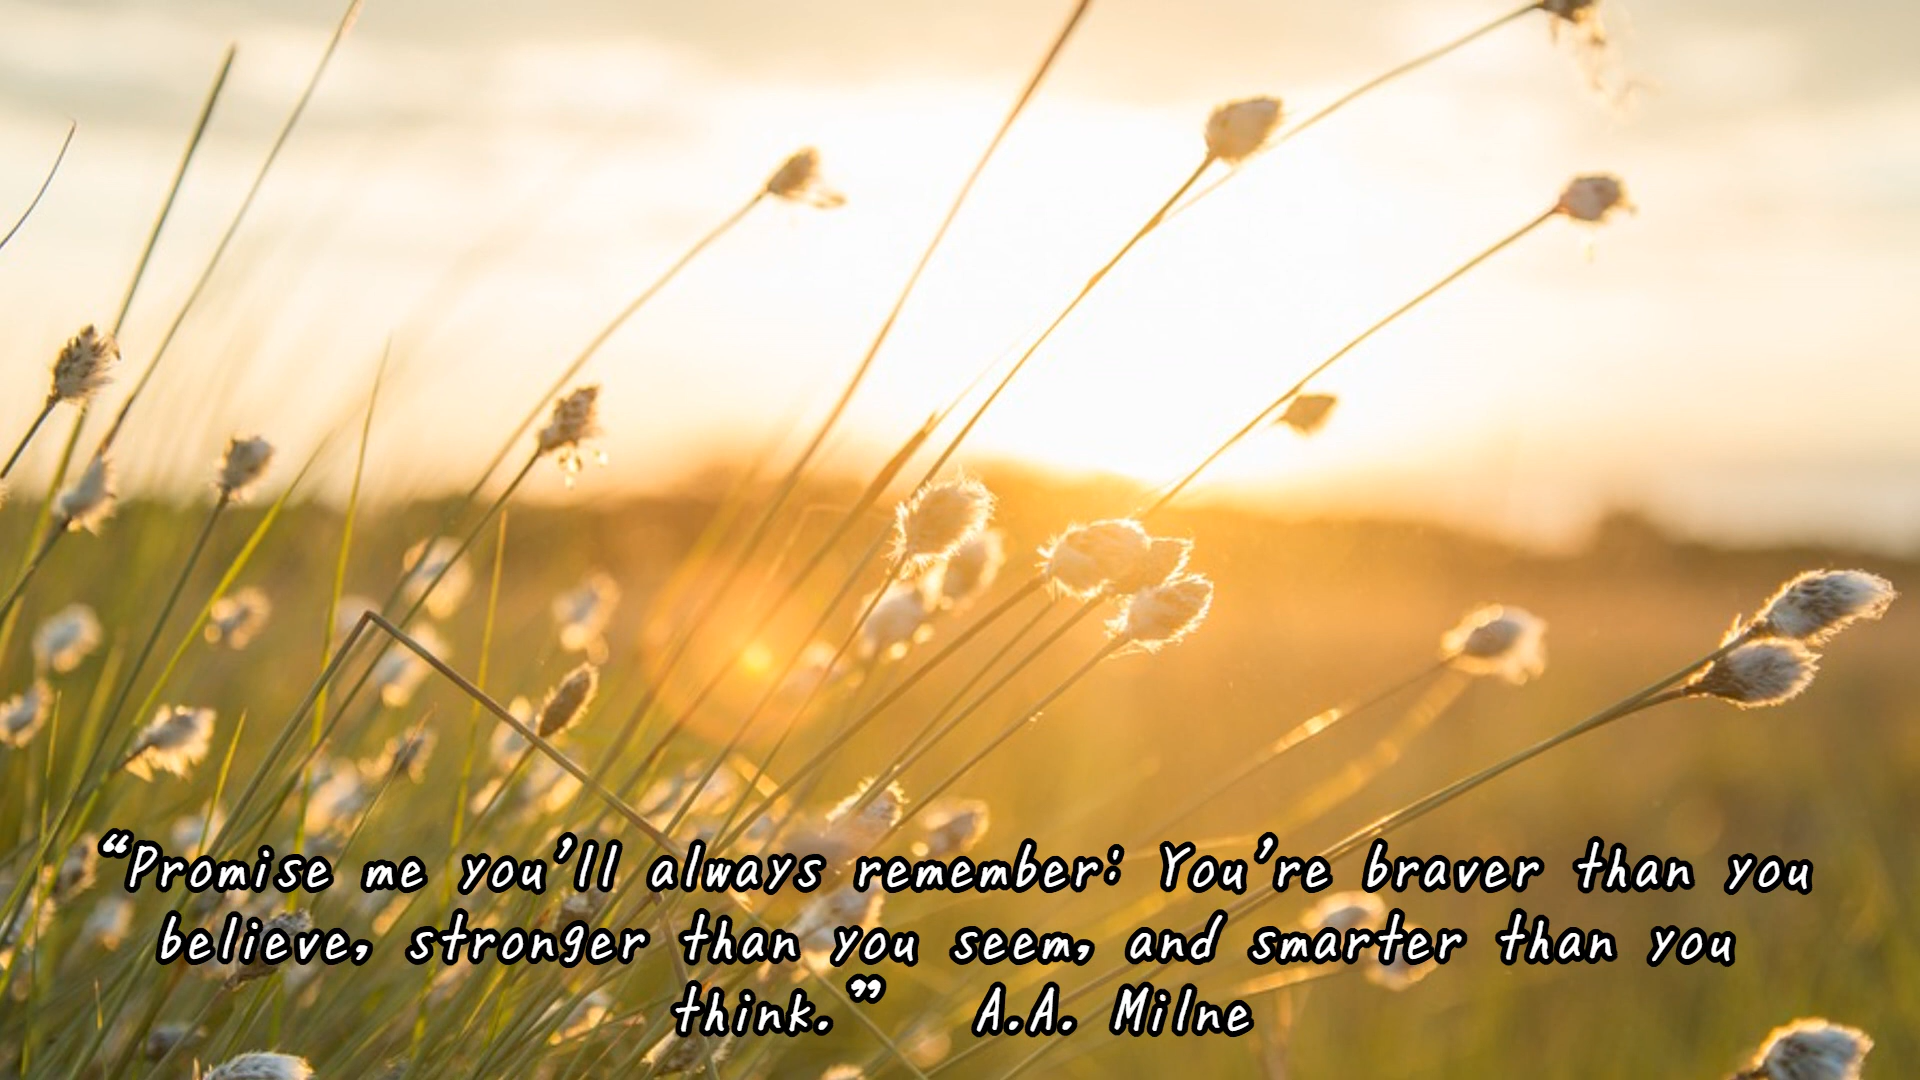 “Promise me you’ll always remember: You’re braver than you
believe, stronger than you seem, and smarter than you
think.” A.A. Milne